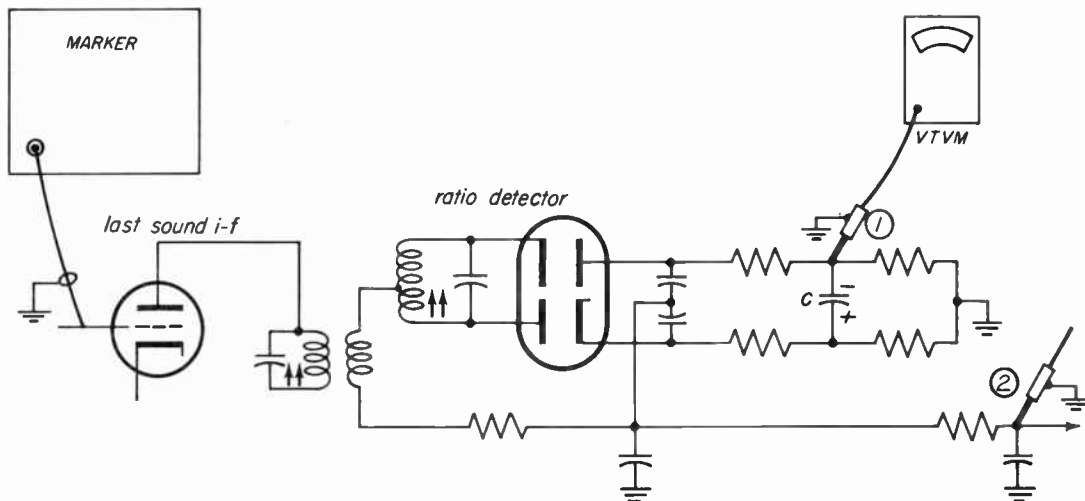 MARKER
VTVM
ratio detector
last sound i-f
1
C
-
+
2